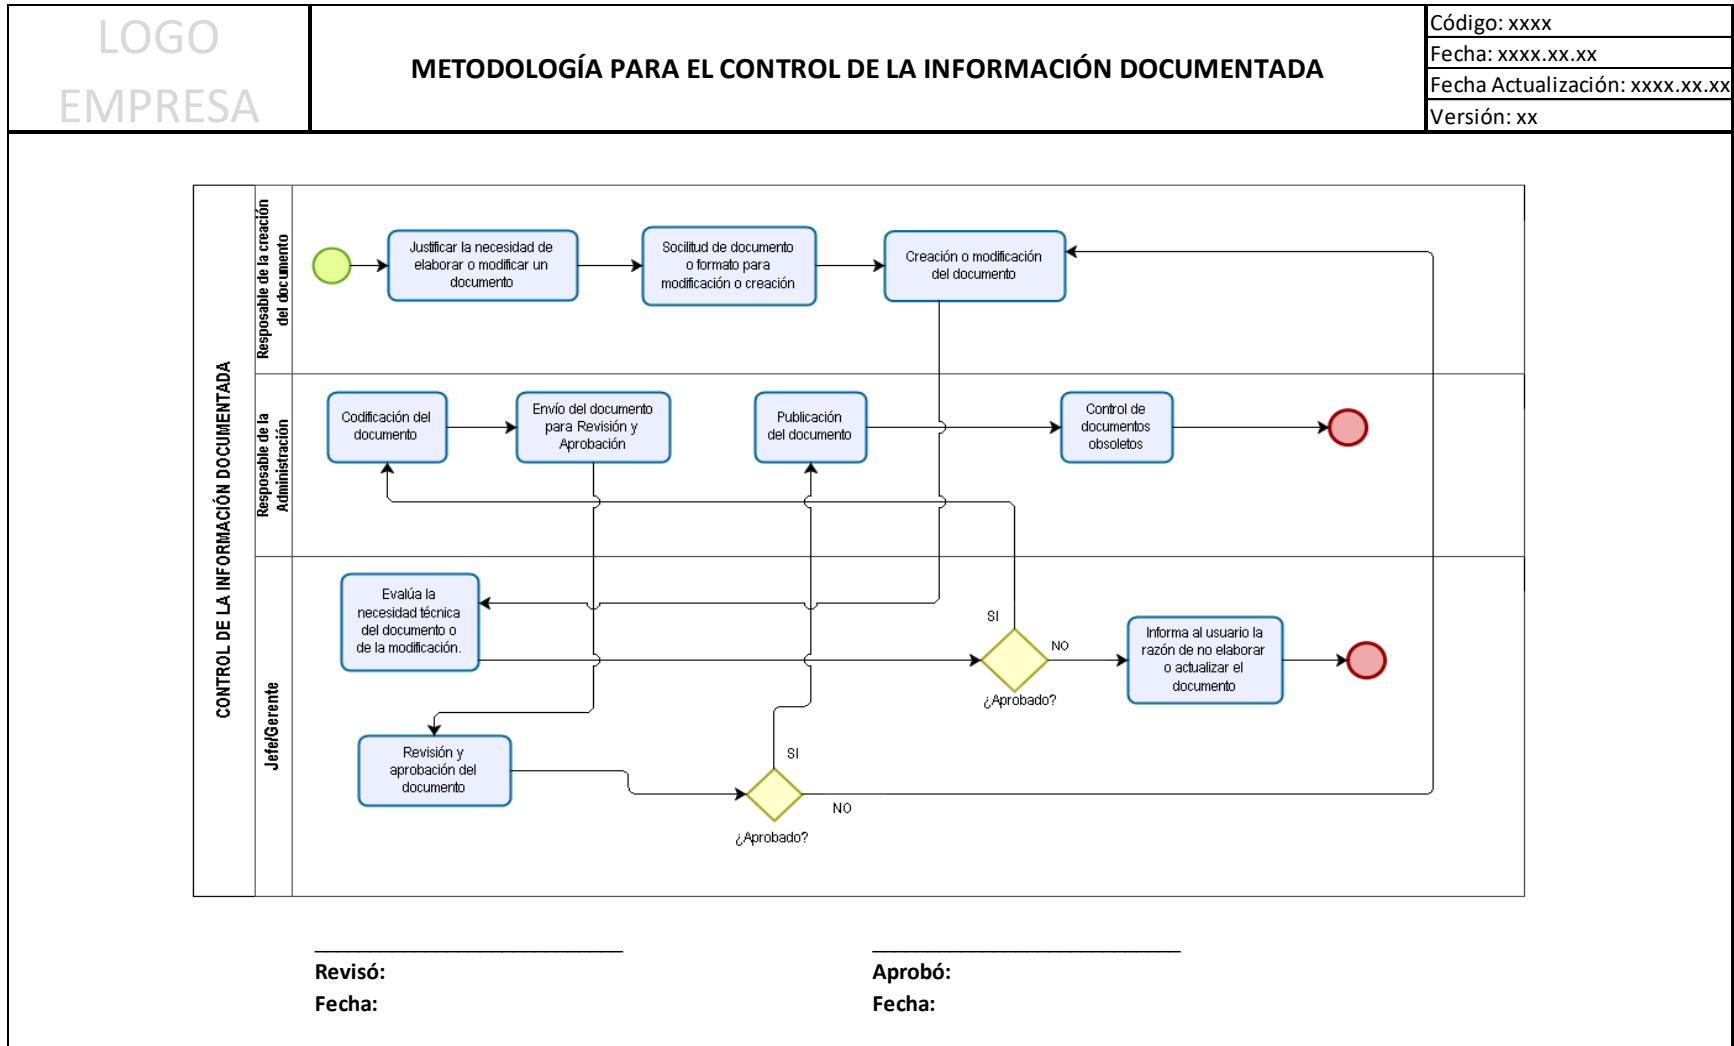 LOGO
EMPRESA
METODOLOGÍA PARA EL CONTROL DE LA INFORMACIÓN DOCUMENTADA
Código: xxxx
Fecha: xxxx.xx.xx
Fecha Actualización: xxxx.xx.xx
Versión: xx
CONTROL DE LA INFORMACIÓN DOCUMENTADA
Resposable de la creación
del documento
Justificar la necesidad de
elaborar o modificar un
documento
Socilitud de documento
o formato para
modificación o creación
Creación o modificación
del documento
Resposable de la
Administración
Codificación del
documento
Envío del documento
para Revisión y
Aprobación
Publicación
del documento
Control de
documentos
obsoletos
Jefe/Gerente
Evalúa la
necesidad técnica
del documento o
de la modificación.
SI
NO
¿Aprobado?
Informa al usuario la
razón de no elaborar
o actualizar el
documento
Revisión y
aprobación del
documento
SI
NO
¿Aprobado?
Revisó:
Fecha:
Aprobó:
Fecha: